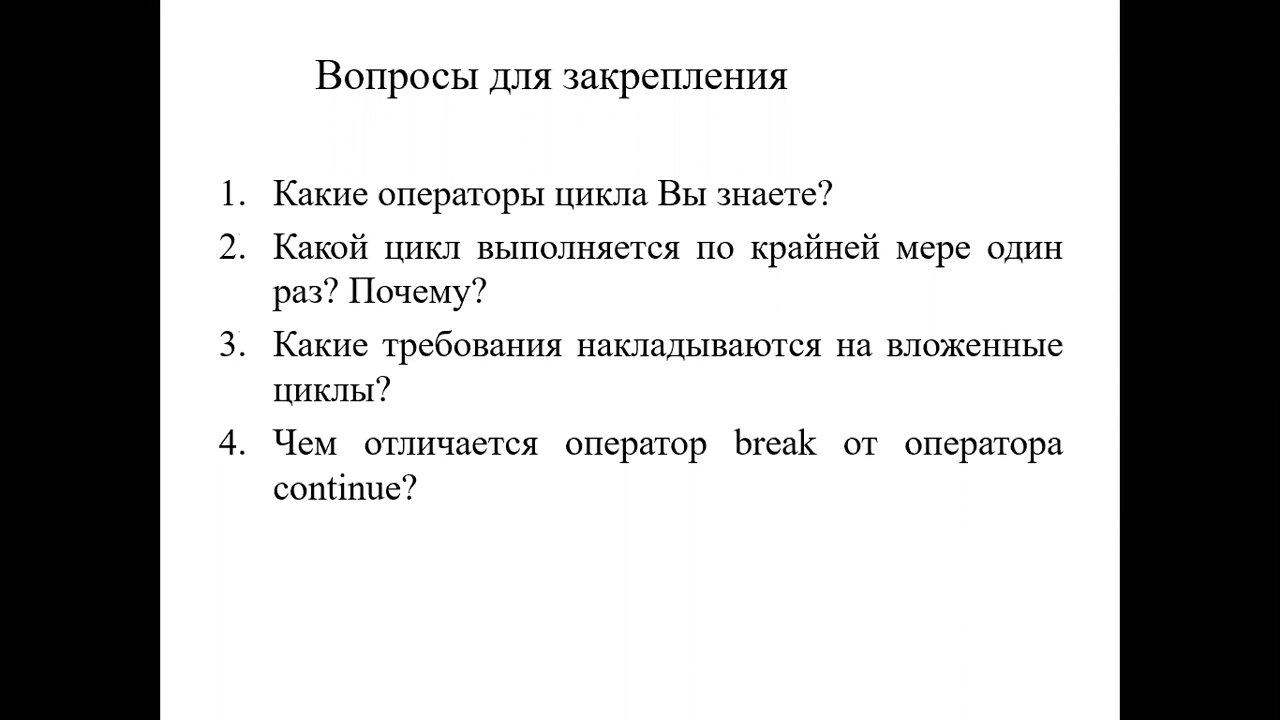 Вопросы для закрепления
1. Какие операторы цикла Вы знаете?
2. Какой цикл выполняется по крайней мере один
раз? Почему?
3. Какие требования накладываются на вложенные
циклы?
4. Чем отличается оператор break от оператора
continue?